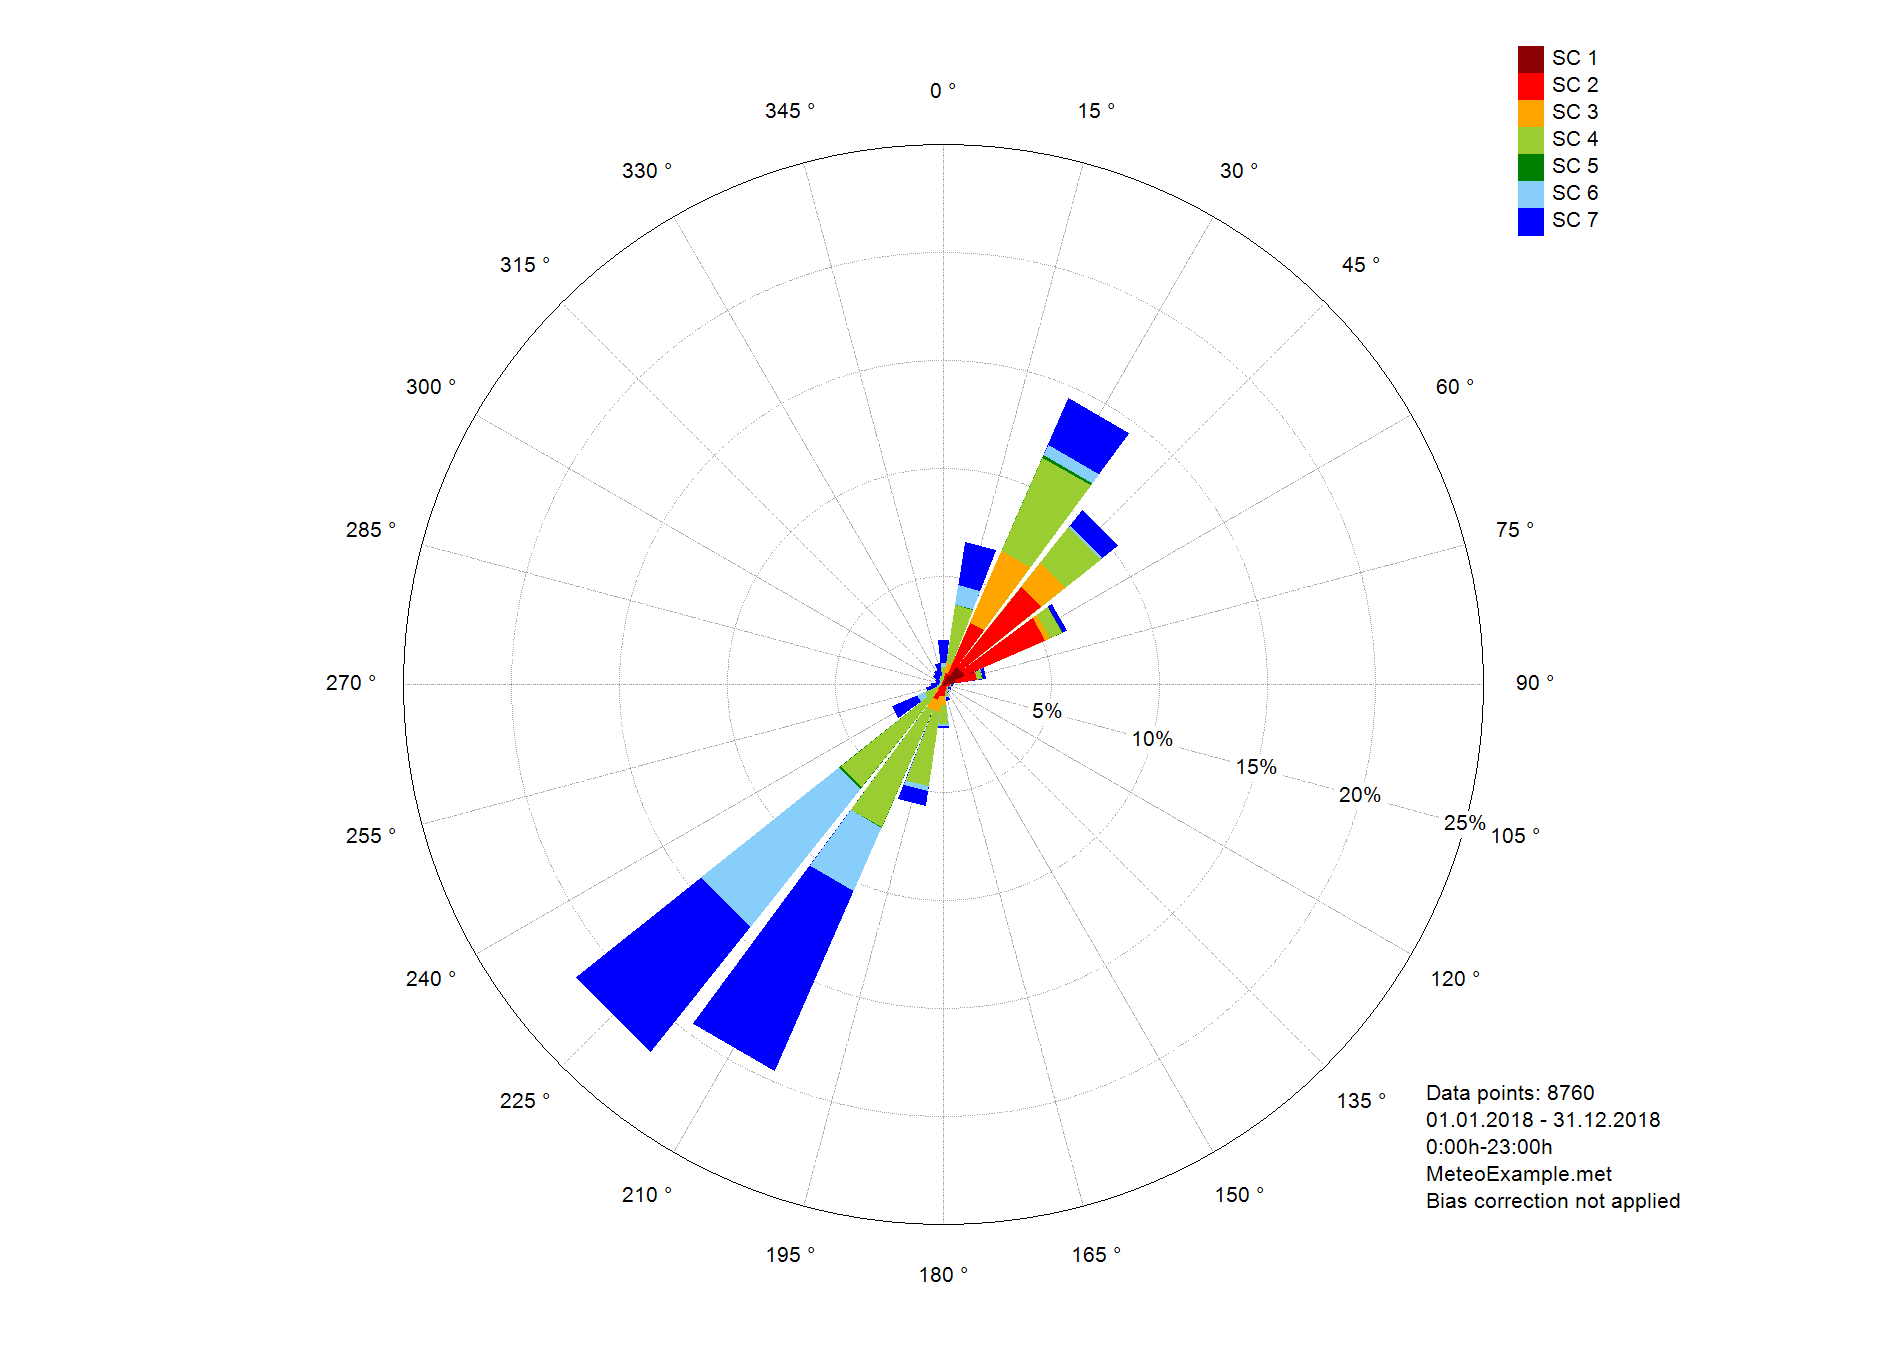 SC 1
SC 2
SC 3
SC 4
SC 5
SC 6
SC 7
0 °
15 °
30 °
45 °
60 °
75 °
90 °
105 °
120 °
135 °
150 °
165 °
180 °
195 °
210 °
225 °
240 °
255 °
270 °
285 °
300 °
315 °
330 °
345 °
5%
10%
15%
20%
25%
Data points: 8760
01.01.2018 - 31.12.2018
0:00h-23:00h
MeteoExample.met
Bias correction not applied